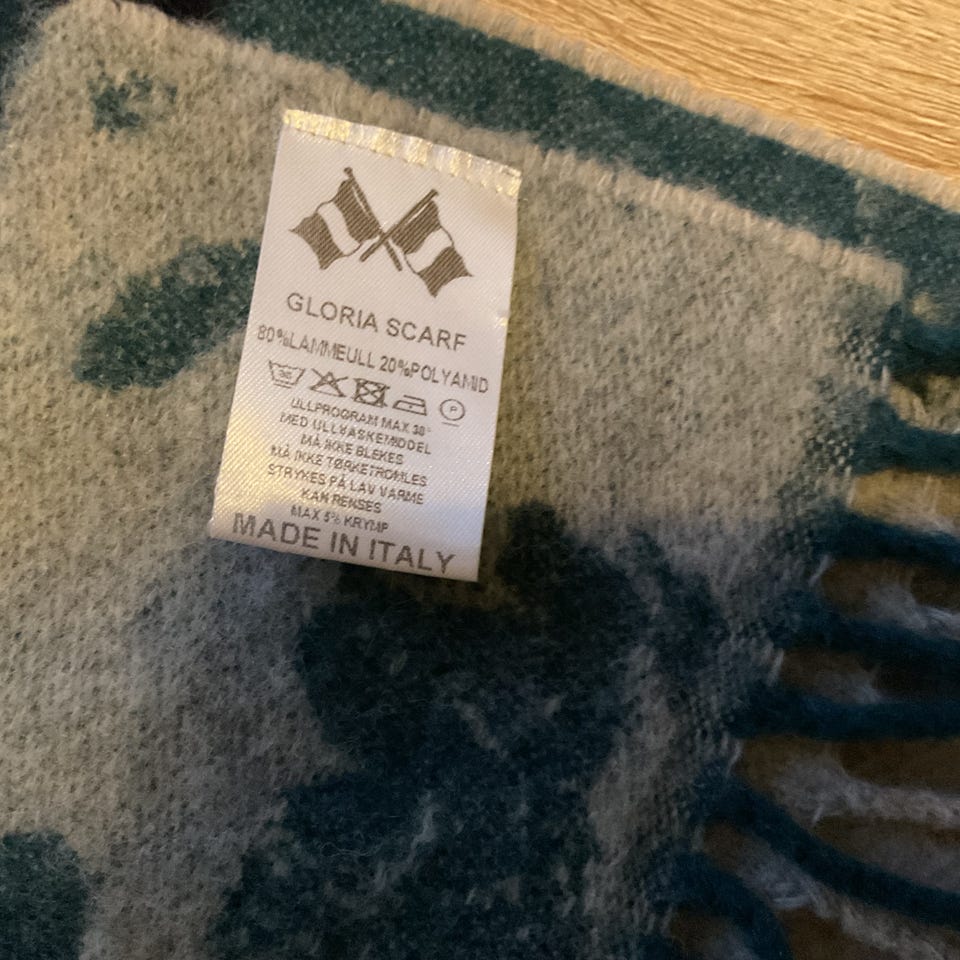 GLORIA SCARF
80%LAMMEULL 20%POLYAMID
30 P
ULLPROGRAM MAX 30°
MED ULLVASKEMIDDEL
MÅ IKKE BLEKES
MÅ IKKE TØRKETROMLES
STRYKES PÅ LAV VARME
KAN RENSES
MAX 5% KRYMP
MADE IN ITALY